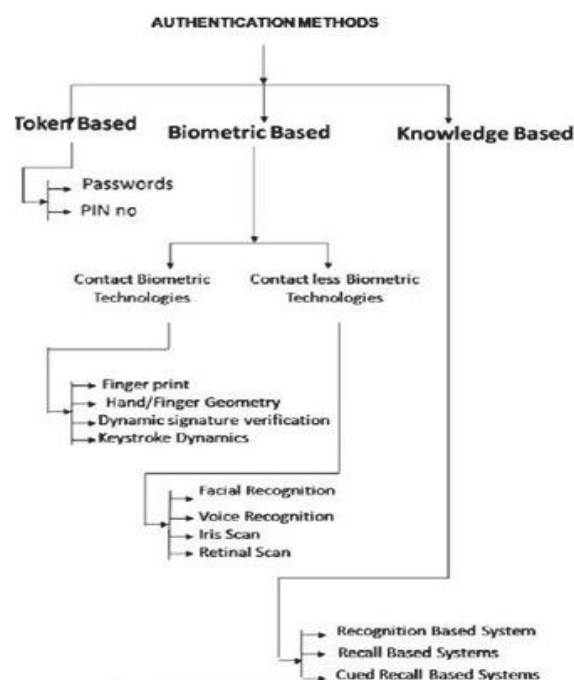 AUTHENTICATION METHODS
Token Based
Biometric Based
Knowledge Based
Passwords
PIN no
Contact Biometric
Technologies
Contact less Biometric
Technologies
Finger print
Hand/Finger Geometry
Dynamic signature verification
Keystroke Dynamics
Facial Recognition
Voice Recognition
Iris Scan
Retinal Scan
Recognition Based System
Recall Based Systems
Cued Recall Based Systems